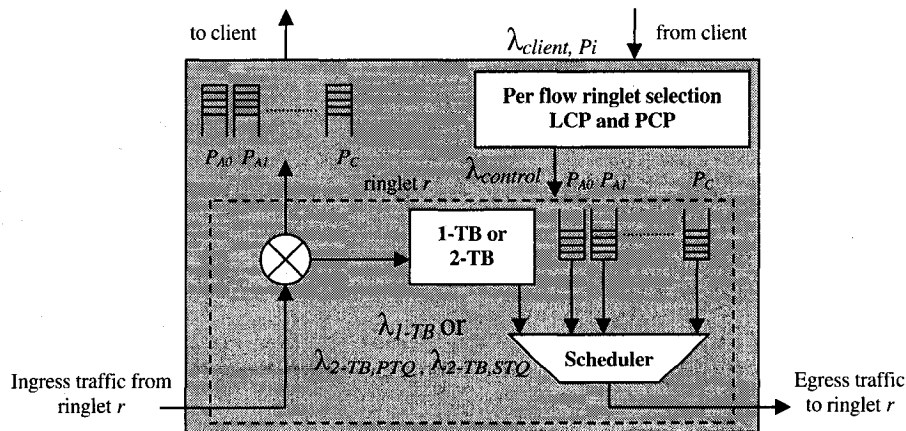 to client
λclient, Pi
from client
Per flow ringlet selection
LCP and PCP
PA0 PA1 PC
ringlet r
λcontrol
PA0 PA1 PC
1-TB or
2-TB
λ1-TB or
λ2-TB,PTQ, λ2-TB,STQ
Scheduler
Ingress traffic from
ringlet r
Egress traffic
to ringlet r